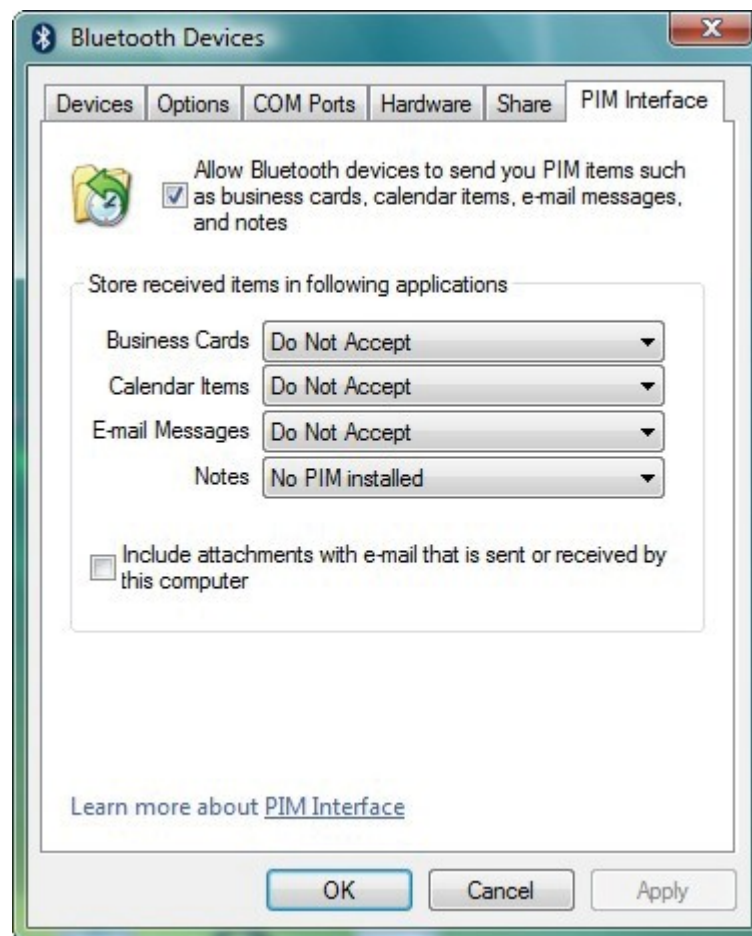 Bluetooth Devices
X
Devices Options COM Ports Hardware Share PIM Interface
Allow Bluetooth devices to send you PIM items such
as business cards, calendar items, e-mail messages,
and notes
Store received items in following applications
Business Cards Do Not Accept
Calendar Items Do Not Accept
E-mail Messages Do Not Accept
Notes No PIM installed
Include attachments with e-mail that is sent or received by
this computer
Learn more about PIM Interface
OK Cancel Apply